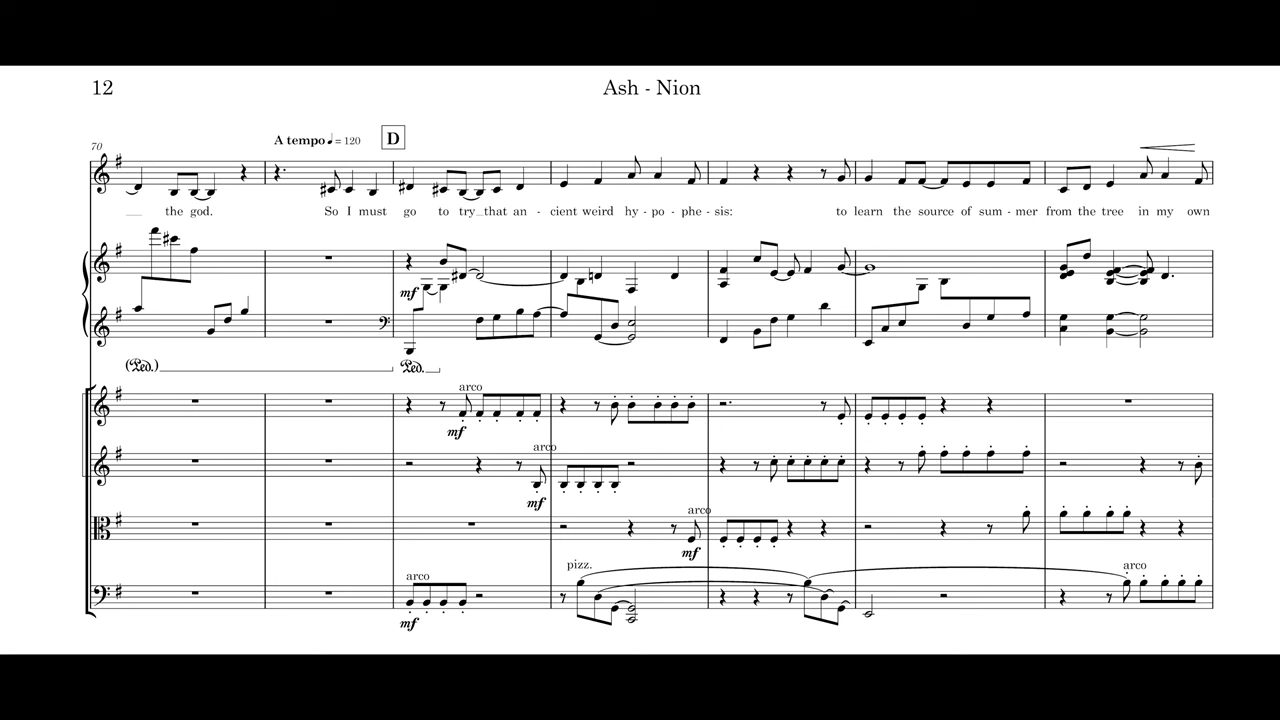 12
Ash - Nion
A tempo ♩ = 120
D
70
the god. So I must go to try that an - cient weird hy - po - phe - sis: to learn the source of sum - mer from the tree in my own
mf
(Ped.) Ped.
arco
mf
arco
mf
arco
mf
arco pizz. arco
mf